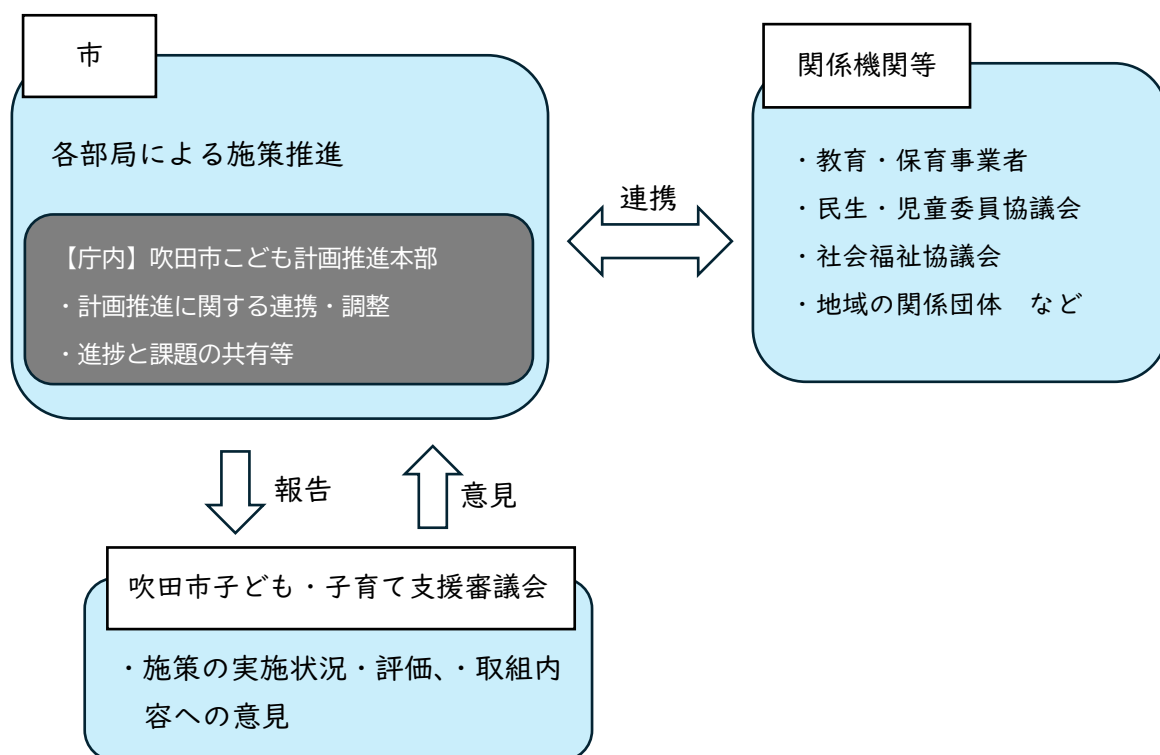 市
各部局による施策推進
【庁内】吹田市こども計画推進本部
・計画推進に関する連携・調整
・進捗と課題の共有等
連携
関係機関等
・教育・保育事業者
・民生・児童委員協議会
・社会福祉協議会
・地域の関係団体　など
報告
意見
吹田市子ども・子育て支援審議会
・施策の実施状況・評価、・取組内
容への意見